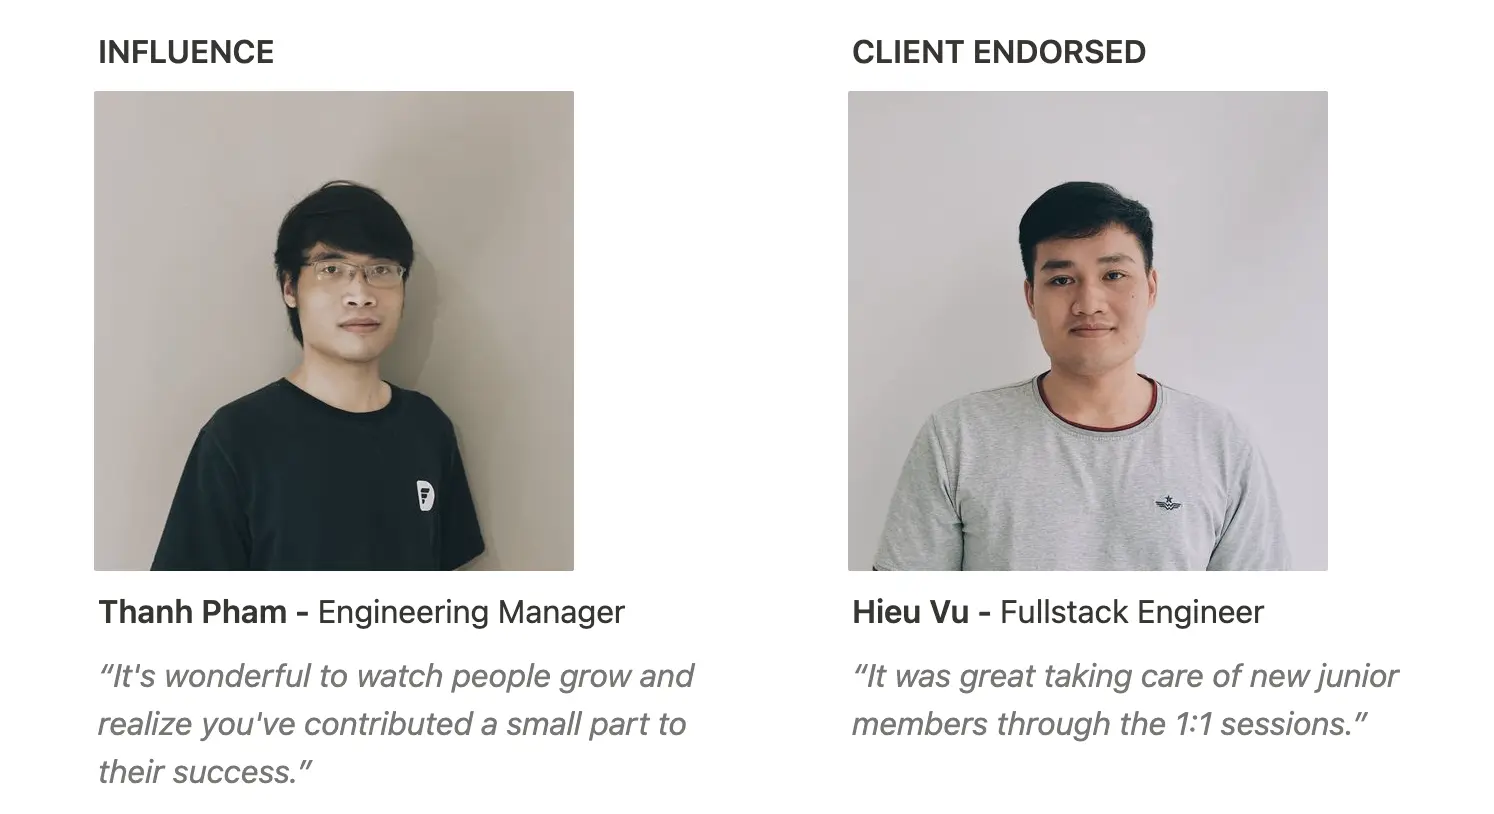 INFLUENCE
Thanh Pham - Engineering Manager
“It's wonderful to watch people grow and
realize you've contributed a small part to
their success.”
CLIENT ENDORSED
Hieu Vu - Fullstack Engineer
“It was great taking care of new junior
members through the 1:1 sessions.”